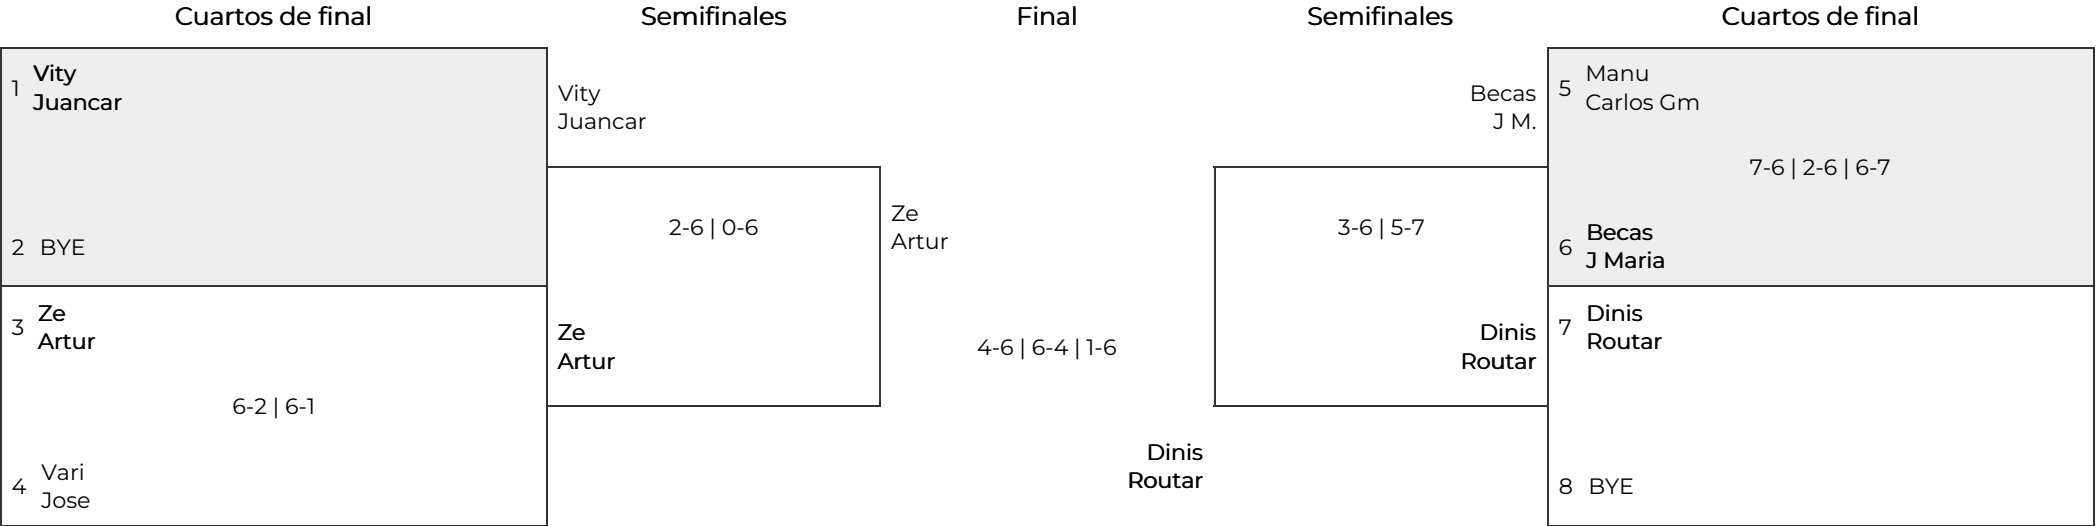 Cuartos de final
Semifinales
Final
Semifinales
Cuartos de final
1
Vity
Juancar
2 BYE
3
Ze
Artur
6-2 | 6-1
4
Vari
Jose
Vity
Juancar
2-6 | 0-6
Ze
Artur
Ze
Artur
4-6 | 6-4 | 1-6
Dinis
Routar
Becas
J M.
3-6 | 5-7
Dinis
Routar
5
Manu
Carlos Gm
7-6 | 2-6 | 6-7
6
Becas
J Maria
7
Dinis
Routar
8 BYE